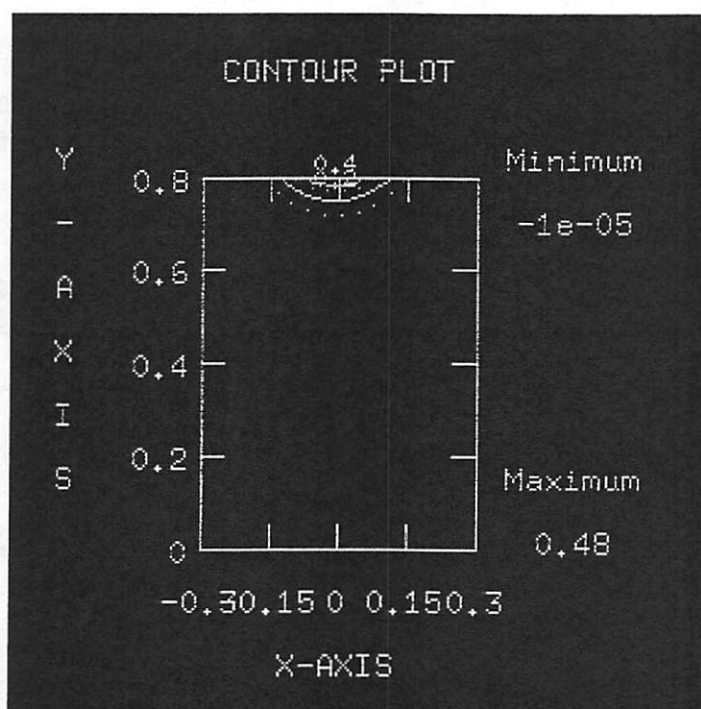 CONTOUR PLOT
Y - AXIS
0.4
Minimum
-1e-05
0.8
0.6
0.4
0.2
0
Maximum
0.48
-0.30.15 0 0.150.3
X-AXIS